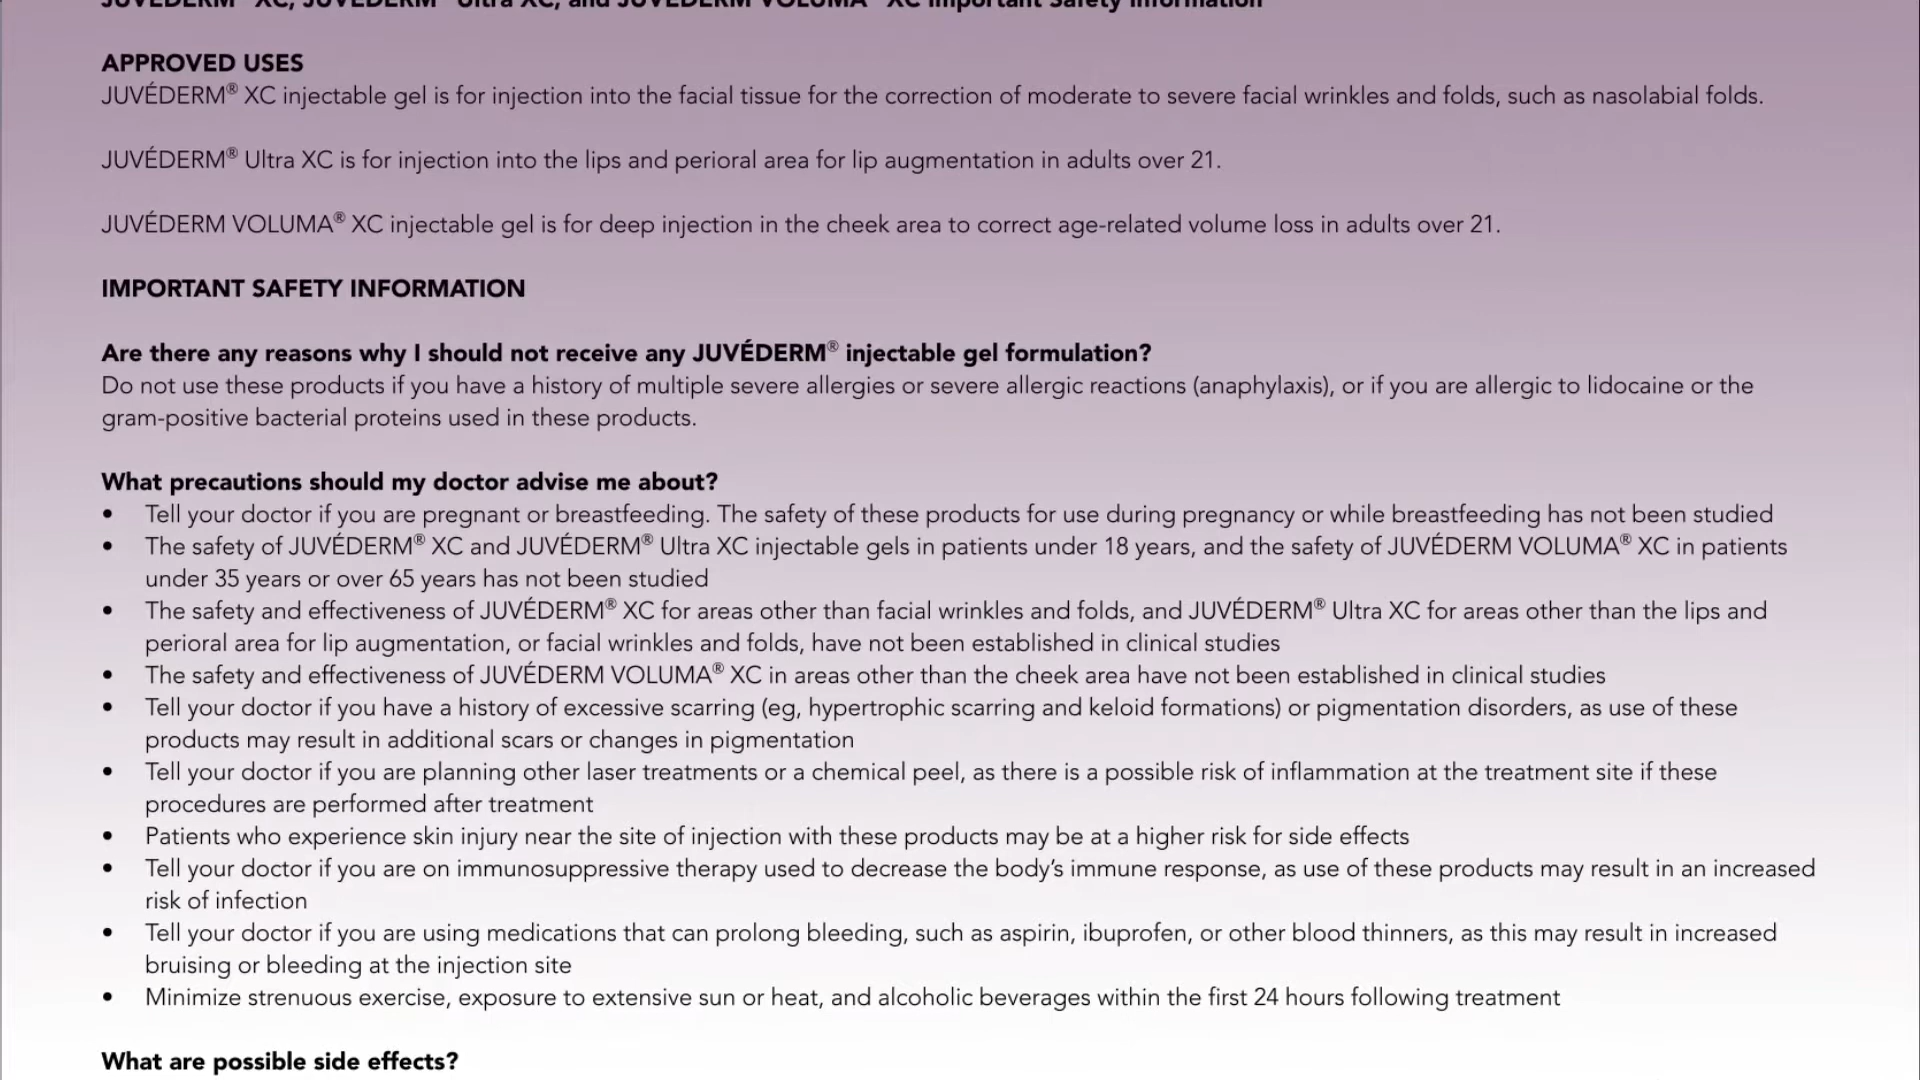 JUVÉDERM® XC, JUVÉDERM® Ultra XC, and JUVÉDERM VOLUMA® XC Important Safety Information
APPROVED USES
JUVÉDERM® XC injectable gel is for injection into the facial tissue for the correction of moderate to severe facial wrinkles and folds, such as nasolabial folds.
JUVÉDERM® Ultra XC is for injection into the lips and perioral area for lip augmentation in adults over 21.
JUVÉDERM VOLUMA® XC injectable gel is for deep injection in the cheek area to correct age-related volume loss in adults over 21.
IMPORTANT SAFETY INFORMATION
Are there any reasons why I should not receive any JUVÉDERM® injectable gel formulation?
Do not use these products if you have a history of multiple severe allergies or severe allergic reactions (anaphylaxis), or if you are allergic to lidocaine or the
gram-positive bacterial proteins used in these products.
What precautions should my doctor advise me about?
• Tell your doctor if you are pregnant or breastfeeding. The safety of these products for use during pregnancy or while breastfeeding has not been studied
• The safety of JUVÉDERM® XC and JUVÉDERM® Ultra XC injectable gels in patients under 18 years, and the safety of JUVÉDERM VOLUMA® XC in patients
under 35 years or over 65 years has not been studied
• The safety and effectiveness of JUVÉDERM® XC for areas other than facial wrinkles and folds, and JUVÉDERM® Ultra XC for areas other than the lips and
perioral area for lip augmentation, or facial wrinkles and folds, have not been established in clinical studies
• The safety and effectiveness of JUVÉDERM VOLUMA® XC in areas other than the cheek area have not been established in clinical studies
• Tell your doctor if you have a history of excessive scarring (eg, hypertrophic scarring and keloid formations) or pigmentation disorders, as use of these
products may result in additional scars or changes in pigmentation
• Tell your doctor if you are planning other laser treatments or a chemical peel, as there is a possible risk of inflammation at the treatment site if these
procedures are performed after treatment
• Patients who experience skin injury near the site of injection with these products may be at a higher risk for side effects
• Tell your doctor if you are on immunosuppressive therapy used to decrease the body’s immune response, as use of these products may result in an increased
risk of infection
• Tell your doctor if you are using medications that can prolong bleeding, such as aspirin, ibuprofen, or other blood thinners, as this may result in increased
bruising or bleeding at the injection site
• Minimize strenuous exercise, exposure to extensive sun or heat, and alcoholic beverages within the first 24 hours following treatment
What are possible side effects?